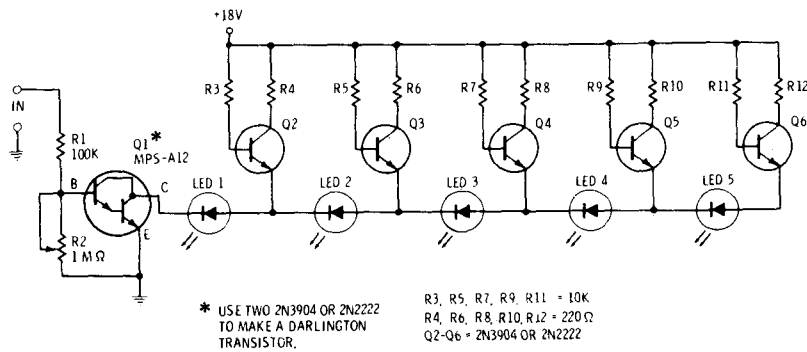 +18V
R3
R4
R5
R6
R7
R8
R9
R10
R11
R12
IN
R1
100K
Q1*
MPS-A12
Q2
Q3
Q4
Q5
Q6
B
C
E
LED 1
LED 2
LED 3
LED 4
LED 5
R2
1 MΩ
* USE TWO 2N3904 OR 2N2222
TO MAKE A DARLINGTON
TRANSISTOR.
R3, R5, R7, R9, R11 = 10K
R4, R6, R8, R10, R12 = 220 Ω
Q2-Q6 = 2N3904 OR 2N2222